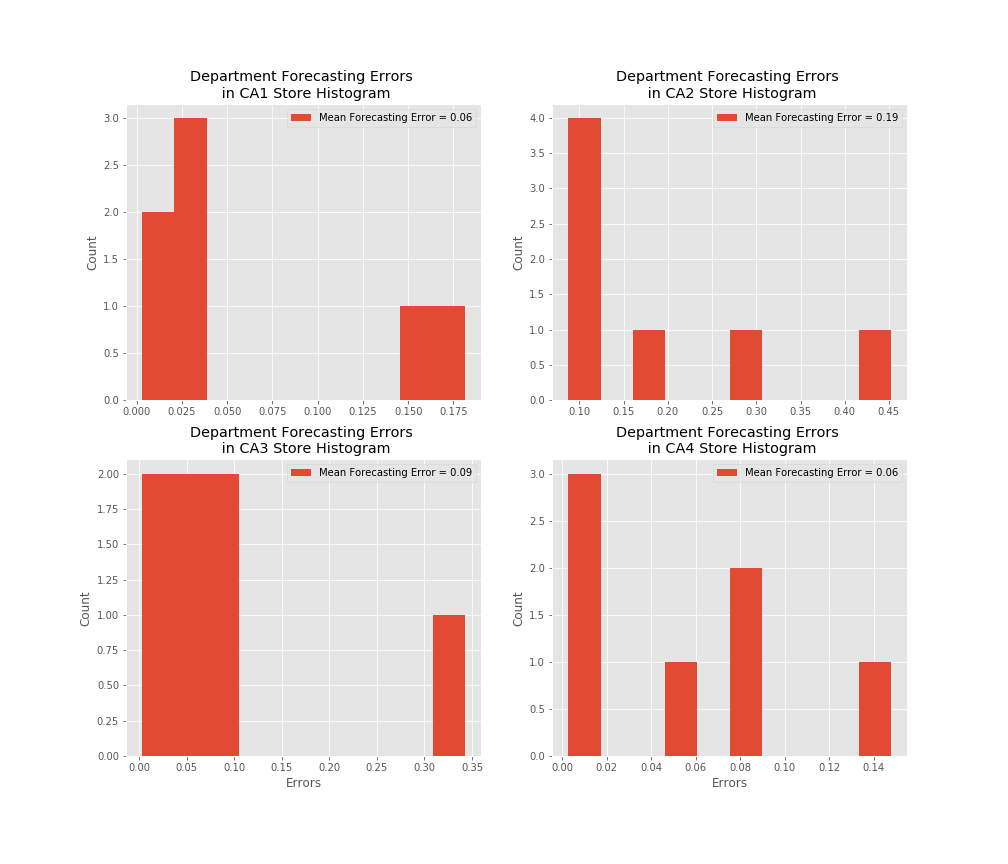 Department Forecasting Errors
in CA1 Store Histogram
Mean Forecasting Error = 0.06
3.0
2.5
2.0
1.5
1.0
0.5
0.0
Count
0.000 0.025 0.050 0.075 0.100 0.125 0.150 0.175
Department Forecasting Errors
in CA2 Store Histogram
Mean Forecasting Error = 0.19
4.0
3.5
3.0
2.5
2.0
1.5
1.0
0.5
0.0
Count
0.10 0.15 0.20 0.25 0.30 0.35 0.40 0.45
Department Forecasting Errors
in CA3 Store Histogram
Mean Forecasting Error = 0.09
2.00
1.75
1.50
1.25
1.00
0.75
0.50
0.25
0.00
Count
0.00 0.05 0.10 0.15 0.20 0.25 0.30 0.35
Errors
Department Forecasting Errors
in CA4 Store Histogram
Mean Forecasting Error = 0.06
3.0
2.5
2.0
1.5
1.0
0.5
0.0
Count
0.00 0.02 0.04 0.06 0.08 0.10 0.12 0.14
Errors